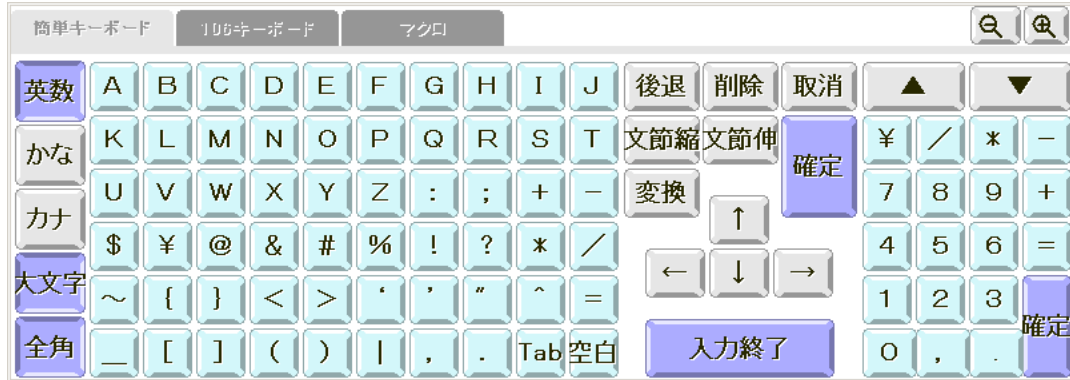 簡単キーボード 106キーボード マクロ
英数 A B C D E F G H I J 後退 削除 取消 ▲ ▼
かな K L M N O P Q R S T 文節縮 文節伸 確定 ¥ / * -
カナ U V W X Y Z : ; + - 変換 7 8 9 +
$ ¥ @ & # % ! ? * / ↑ 4 5 6 =
大文字 ~ { } < > ‘ ’ " ^ = ← ↓ → 1 2 3 確定
全角 _ [ ] ( ) | , . Tab 空白 入力終了 0 , .